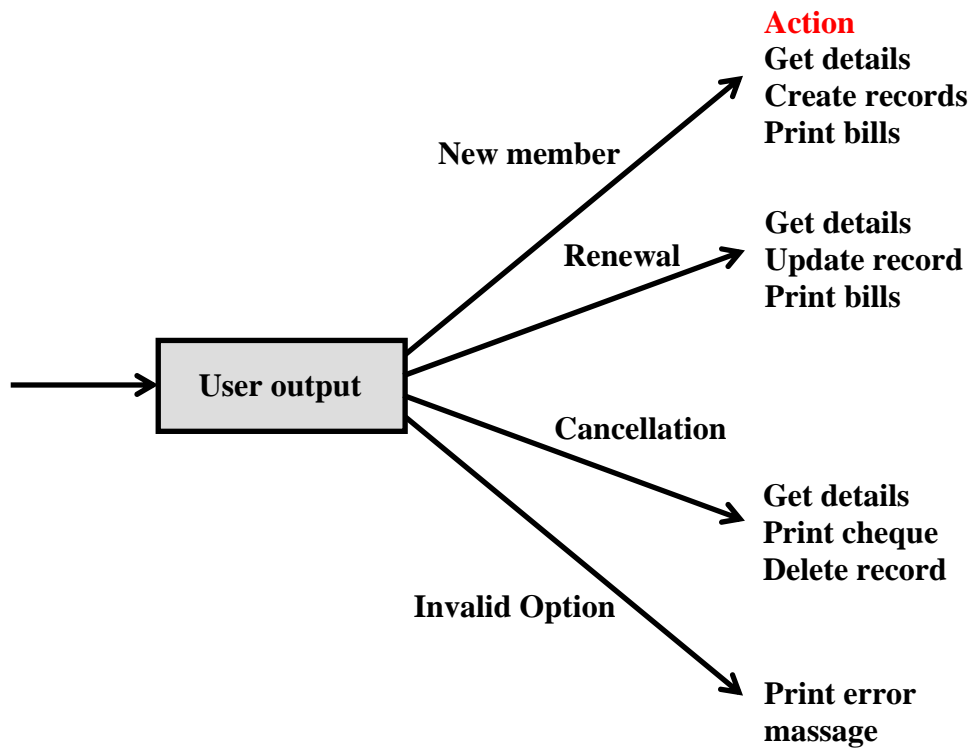 Action
Get details
Create records
Print bills
New member
Get details
Update record
Print bills
Renewal
User output
Cancellation
Get details
Print cheque
Delete record
Invalid Option
Print error
massage